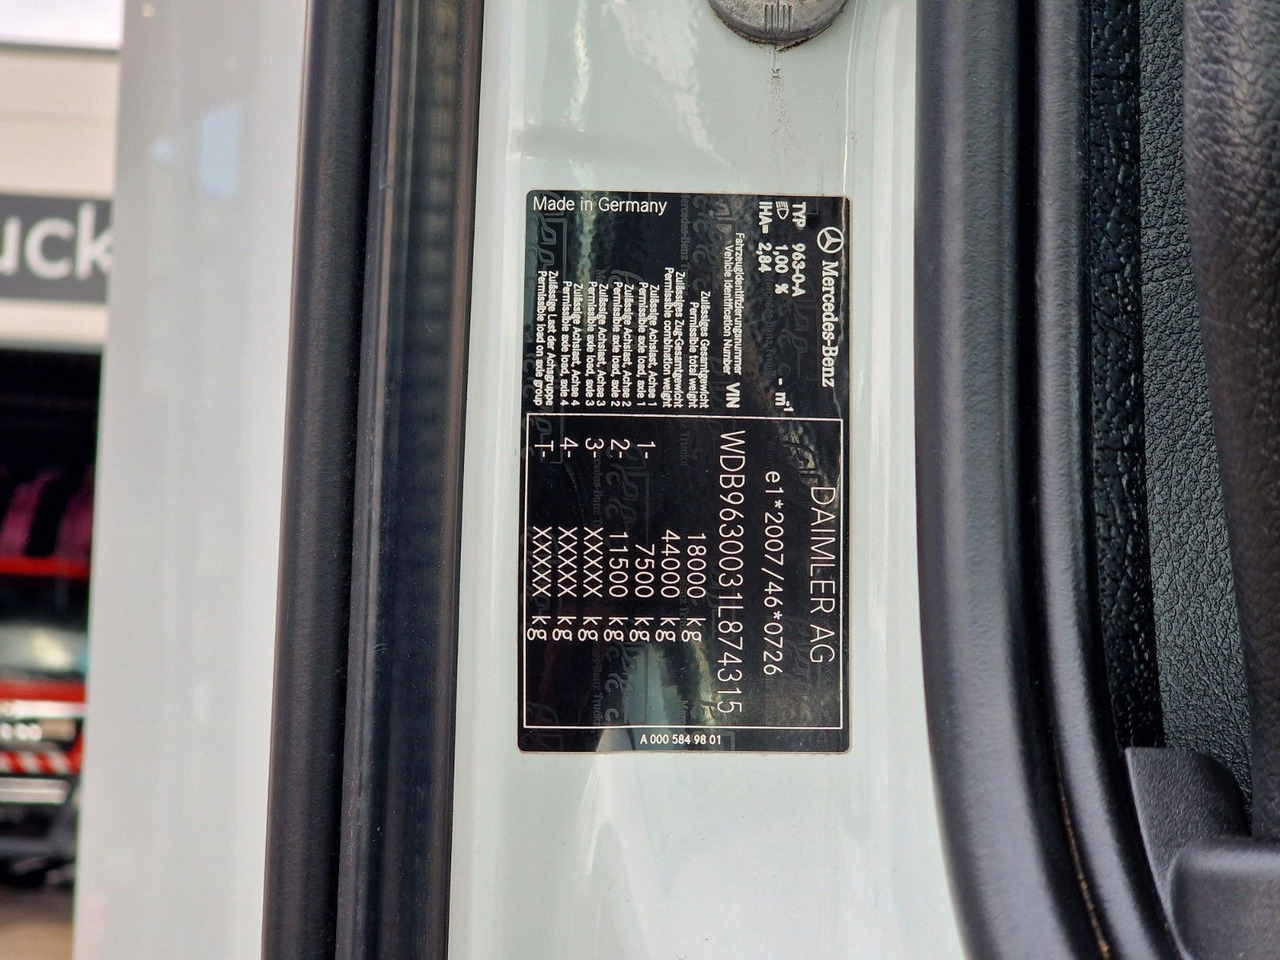 Mercedes-Benz
TYP 963-0-A
1,00 % - m⁻¹
IHA= 2,84
DAIMLER AG
e1*2007/46*0726
Fahrzeugidentifizierungsnummer
Vehicle Identification Number VIN WDB9630031L874315
Zulässiges Gesamtgewicht
Permissible total weight 18000 kg
Zulässiges Zug-Gesamtgewicht
Permissible combination weight 44000 kg
Zulässige Achslast, Achse 1
Permissible axle load, axle 1 1- 7500 kg
Zulässige Achslast, Achse 2
Permissible axle load, axle 2 2- 11500 kg
Zulässige Achslast, Achse 3
Permissible axle load, axle 3 3- XXXXX kg
Zulässige Achslast, Achse 4
Permissible axle load, axle 4 4- XXXXX kg
Zulässige Last der Achsgruppe
Permissible load on axle group T- XXXXX kg
Made in Germany
A 000 584 98 01
uck